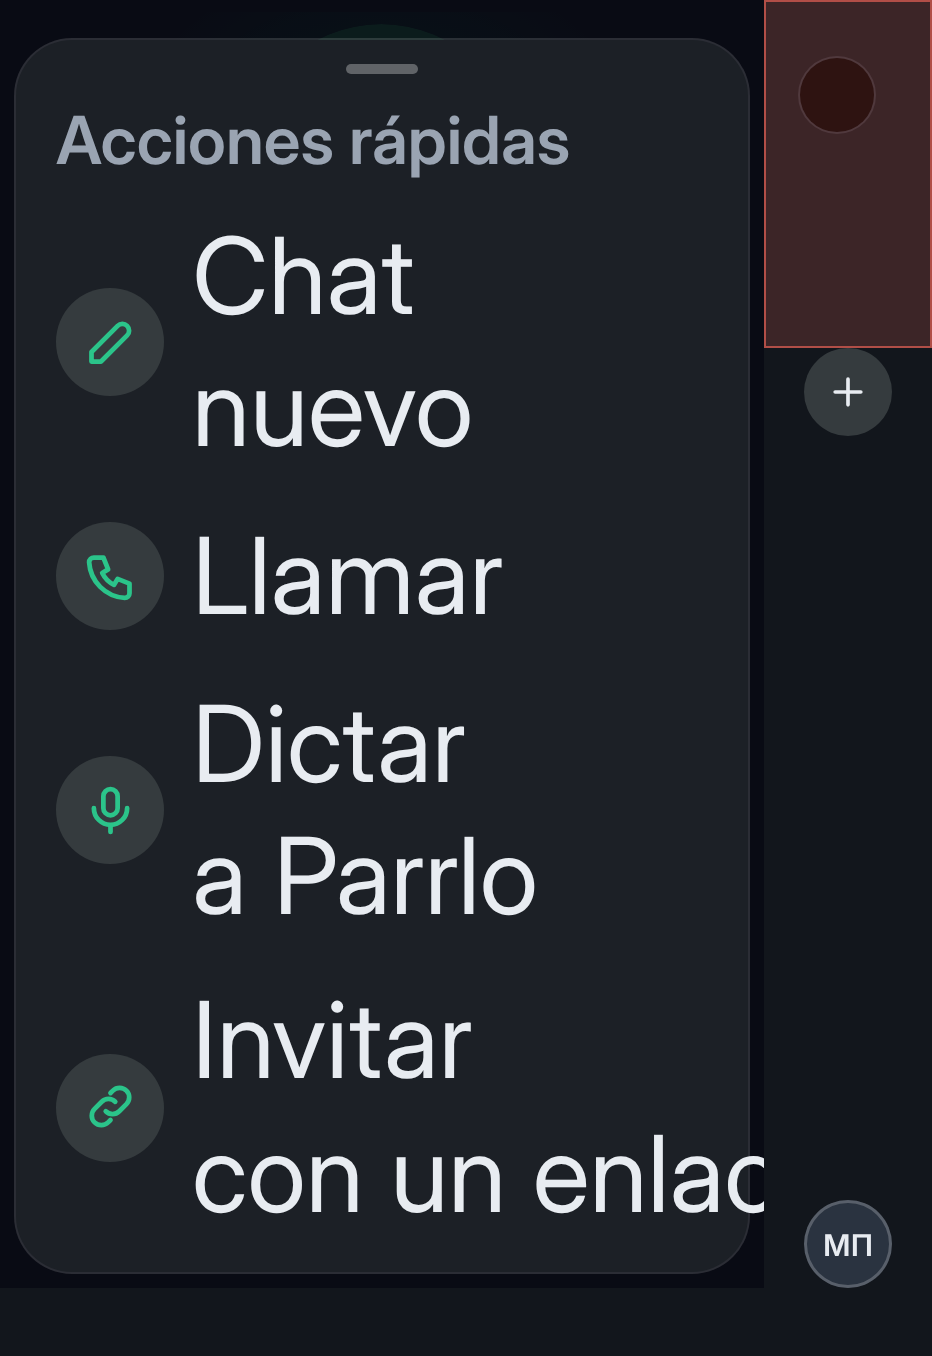 Acciones rápidas
Chat
nuevo
Llamar
Dictar
a Parrlo
Invitar
con un enlac
МП